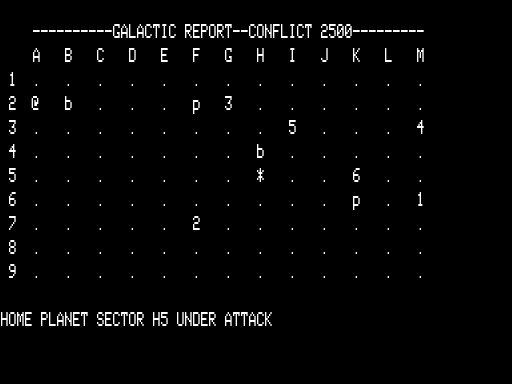 ----------GALACTIC REPORT--CONFLICT 2500---------
A B C D E F G H I J K L M
1 . . . . . . . . . . . . .
2 @ b . . . p 3 . . . . . .
3 . . . . . . . . 5 . . . 4
4 . . . . . . . b . . . . .
5 . . . . . . . * . . 6 . .
6 . . . . . . . . . . p . 1
7 . . . . . 2 . . . . . . .
8 . . . . . . . . . . . . .
9 . . . . . . . . . . . . .
HOME PLANET SECTOR H5 UNDER ATTACK